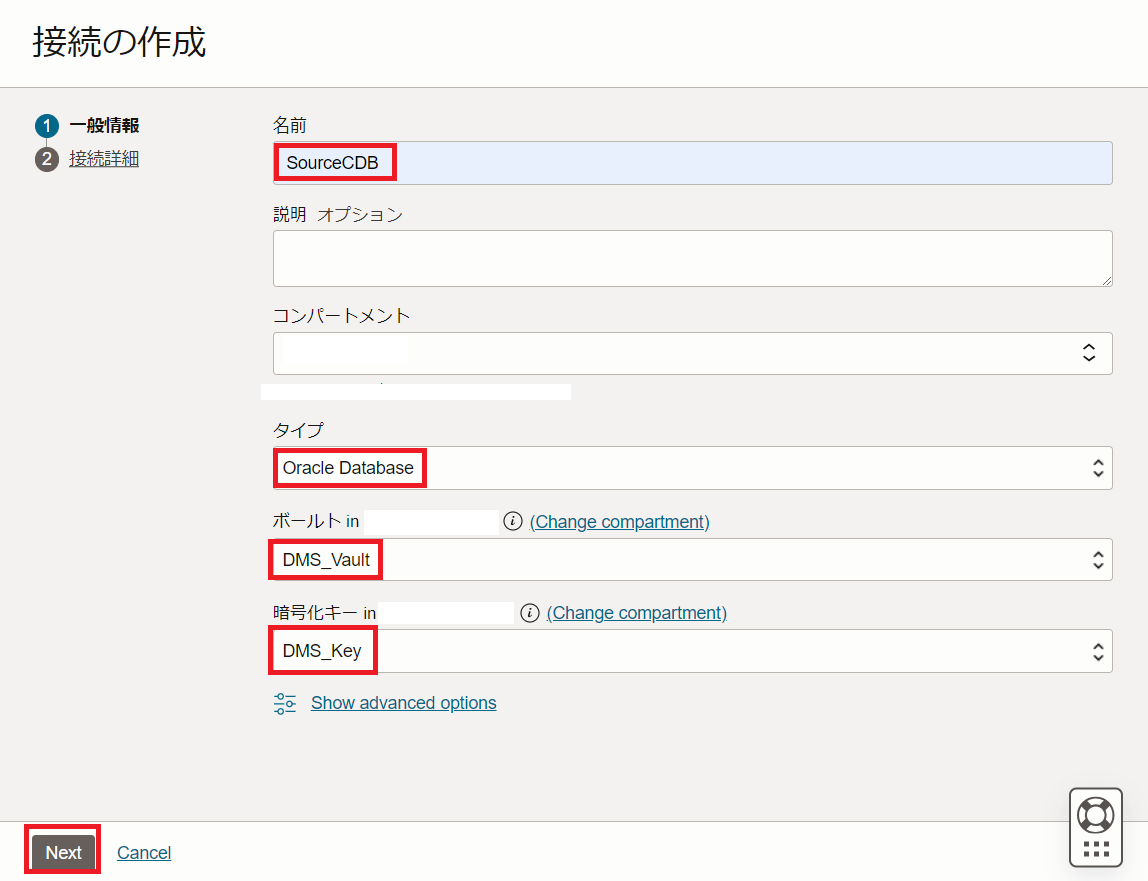 接続の作成
1 一般情報
2 接続詳細
名前
SourceCDB
説明 オプション
コンパートメント
タイプ
Oracle Database
ボールト in (Change compartment)
DMS_Vault
暗号化キー in (Change compartment)
DMS_Key
Show advanced options
Next Cancel